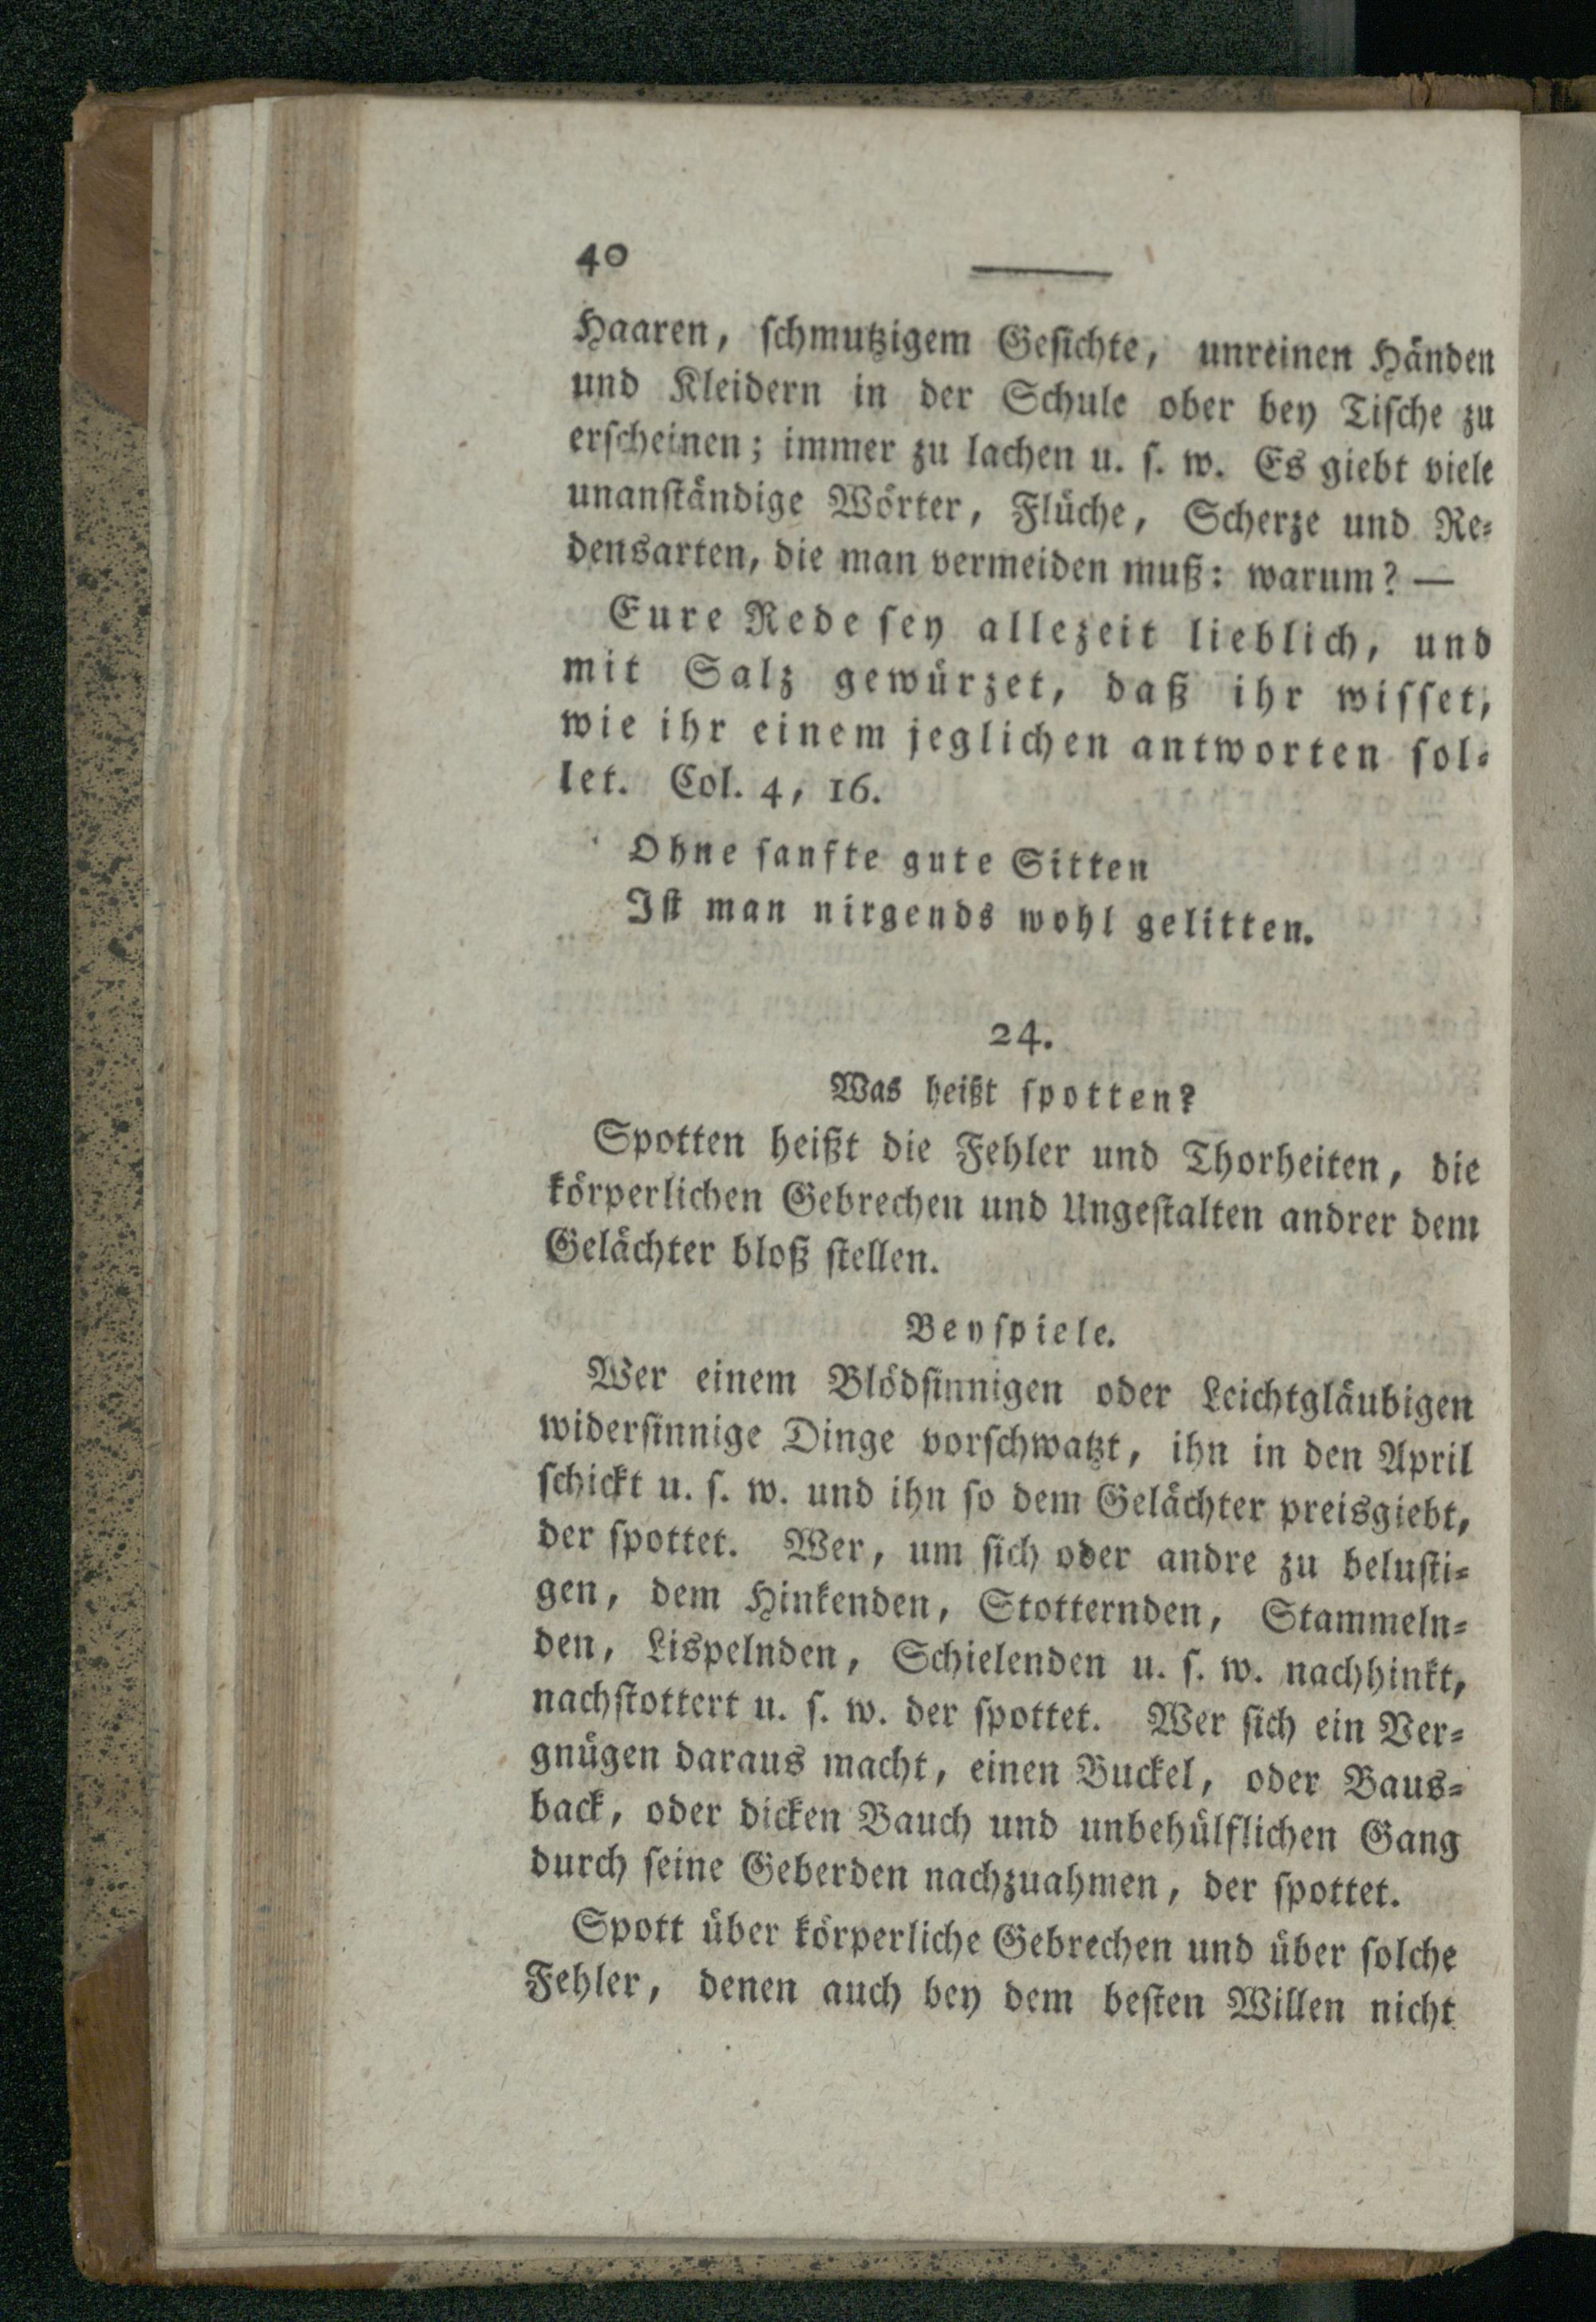 40
Haaren, ſchmutzigem Geſichte, unreinen Händen
und Kleidern in der Schule ober bey Tiſche zu
erſcheinen; immer zu lachen u. ſ. w. Es giebt viele
unanſtändige Wörter, Flüche, Scherze und Re⸗
densarten, die man vermeiden muß: warum? —
Eure Rede ſey allezeit lieblich, und
mit Salz gewürzet, daß ihr wiſſet,
wie ihr einem jeglichen antworten ſol⸗
let. Col. 4, 16.
Ohne ſanfte gute Sitten
Iſt man nirgends wohl gelitten.
24.
Was heißt ſpotten?
Spotten heißt die Fehler und Thorheiten, die
körperlichen Gebrechen und Ungeſtalten andrer dem
Gelächter bloß ſtellen.
Beyſpiele.
Wer einem Blödſinnigen oder Leichtgläubigen
widerſinnige Dinge vorſchwatzt, ihn in den April
ſchickt u. ſ. w. und ihn ſo dem Gelächter preisgiebt,
der ſpottet. Wer, um ſich oder andre zu beluſti⸗
gen, dem Hinkenden, Stotternden, Stammeln⸗
den, Lispelnden, Schielenden u. ſ. w. nachhinkt,
nachſtottert u. ſ. w. der ſpottet. Wer ſich ein Ver⸗
gnügen daraus macht, einen Buckel, oder Baus⸗
back, oder dicken Bauch und unbehülflichen Gang
durch ſeine Geberden nachzuahmen, der ſpottet.
Spott über körperliche Gebrechen und über ſolche
Fehler, denen auch bey dem beſten Willen nicht